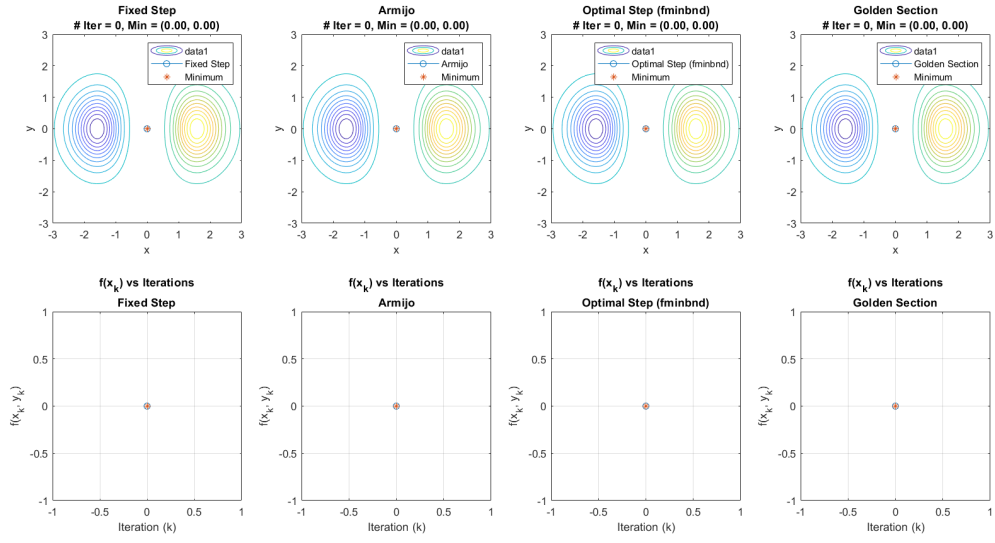 Fixed Step
# Iter = 0, Min = (0.00, 0.00)
3
2
1
0
-1
-2
-3
y
-3 -2 -1 0 1 2 3
x
data1
Fixed Step
Minimum
Armijo
# Iter = 0, Min = (0.00, 0.00)
3
2
1
0
-1
-2
-3
y
-3 -2 -1 0 1 2 3
x
data1
Armijo
Minimum
Optimal Step (fminbnd)
# Iter = 0, Min = (0.00, 0.00)
3
2
1
0
-1
-2
-3
y
-3 -2 -1 0 1 2 3
x
data1
Optimal Step (fminbnd)
Minimum
Golden Section
# Iter = 0, Min = (0.00, 0.00)
3
2
1
0
-1
-2
-3
y
-3 -2 -1 0 1 2 3
x
data1
Golden Section
Minimum
f(x_k) vs Iterations
Fixed Step
1
0.5
0
-0.5
-1
f(x_k, y_k)
-1 -0.5 0 0.5 1
Iteration (k)
f(x_k) vs Iterations
Armijo
1
0.5
0
-0.5
-1
f(x_k, y_k)
-1 -0.5 0 0.5 1
Iteration (k)
f(x_k) vs Iterations
Optimal Step (fminbnd)
1
0.5
0
-0.5
-1
f(x_k, y_k)
-1 -0.5 0 0.5 1
Iteration (k)
f(x_k) vs Iterations
Golden Section
1
0.5
0
-0.5
-1
f(x_k, y_k)
-1 -0.5 0 0.5 1
Iteration (k)